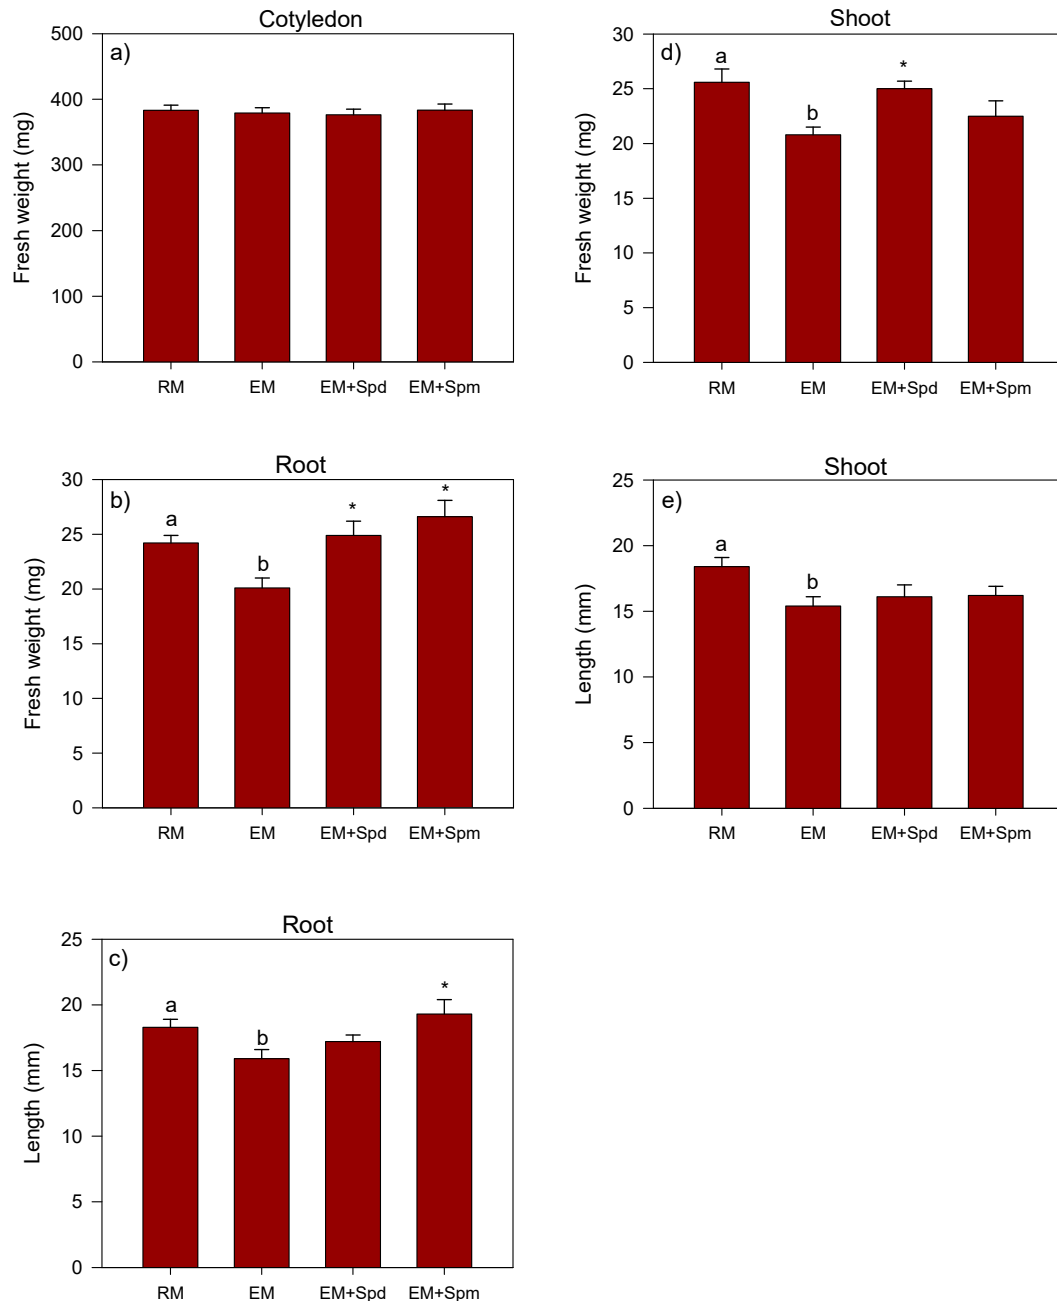 Cotyledon
a)
500
400
300
200
100
0
Fresh weight (mg)
RM EM EM+Spd EM+Spm
Root
b)
30
25
20
15
10
5
0
Fresh weight (mg)
a
b
*
*
RM EM EM+Spd EM+Spm
Root
c)
25
20
15
10
5
0
Length (mm)
a
b
*
RM EM EM+Spd EM+Spm
Shoot
d)
30
25
20
15
10
5
0
Fresh weight (mg)
a
b
*
RM EM EM+Spd EM+Spm
Shoot
e)
25
20
15
10
5
0
Length (mm)
a
b
RM EM EM+Spd EM+Spm